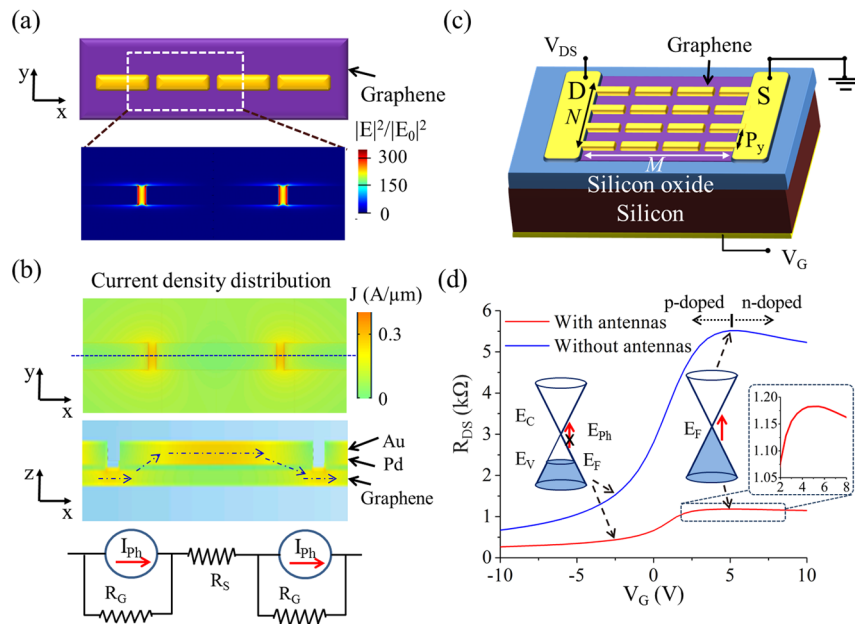 (a)
y
x
Graphene
|E|²/|E₀|²
300
150
0
(b)
Current density distribution
J (A/μm)
0.4
0
y
x
Au
Pd
Graphene
z
x
I_Ph
I_Ph
R_S
R_G
R_G
(c)
V_DS
Graphene
D
S
N
P_y
M
Silicon oxide
Silicon
V_G
(d)
p-doped
n-doped
With antennas
Without antennas
R_DS (kΩ)
6
5
4
3
2
1
0
E_C
E_Ph
E_V
E_F
E_F
1.20
1.15
1.10
1.05
2 4 6 8
-10 -5 0 5 10
V_G (V)